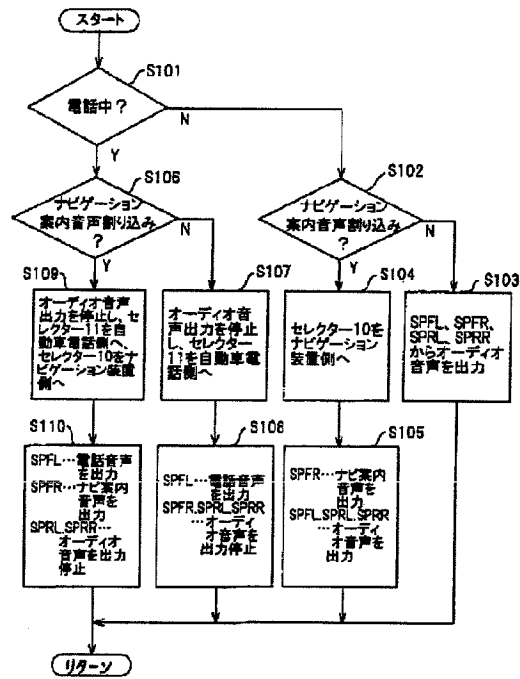 スタート
S101
電話中？
N
Y
S106
ナビゲーション
案内音声割り込み
？
N
Y
S102
ナビゲーション
案内音声割り込み
？
N
Y
S109
オーディオ音声
出力を停止し、セ
レクター11を自
動車電話側へ、
セレクター10をナ
ビゲーション装置
側へ
S107
オーディオ音
声出力を停止
し、セレクター
11を自動車電
話側へ
S104
セレクター10を
ナビゲーション
装置側へ
S103
SPFL、SPFR、
SPRL、SPRR
からオーディオ
音声を出力
S110
SPFL…電話音声
を出力
SPFR…ナビ案内
音声を
出力
SPRL、SPRR…
オーディオ
音声を出力
停止
S108
SPFL…電話音声
を出力
SPFR、SPRL、SPRR
…オーディ
オ音声を
出力停止
S105
SPFR…ナビ案内
音声を
出力
SPFL、SPRL、SPRR
…オーディ
オ音声を
出力
リターン